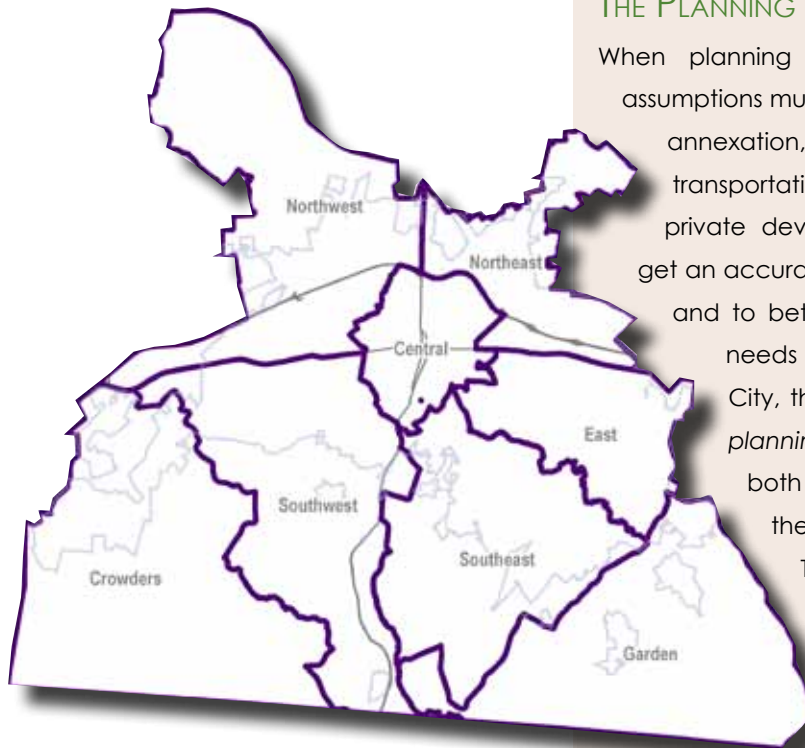 THE PLANNING
When planning
assumptions mu
annexation,
transportati
private dev
get an accura
and to bet
needs
City, th
plannin
both
the
T
Northwest
Northeast
Central
East
Southwest
Southeast
Crowders
Garden